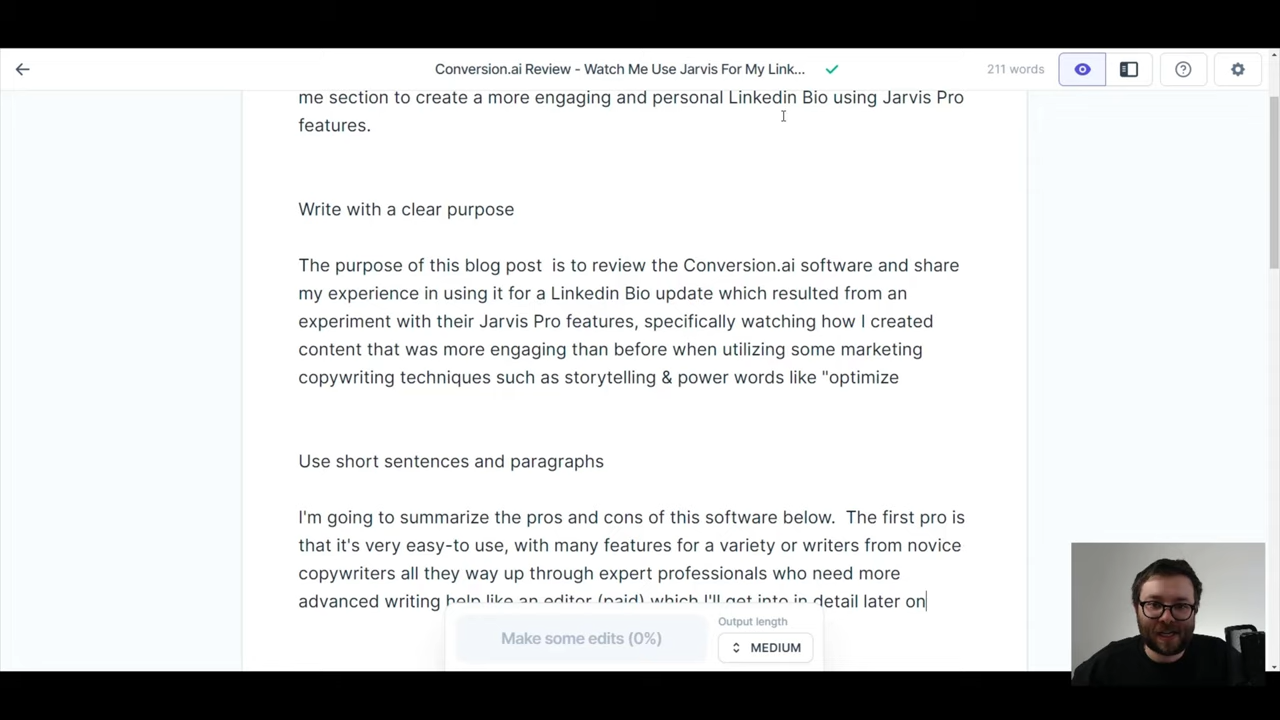 Conversion.ai Review - Watch Me Use Jarvis For My Link...
211 words
me section to create a more engaging and personal Linkedin Bio using Jarvis Pro
features.
Write with a clear purpose
The purpose of this blog post  is to review the Conversion.ai software and share
my experience in using it for a Linkedin Bio update which resulted from an
experiment with their Jarvis Pro features, specifically watching how I created
content that was more engaging than before when utilizing some marketing
copywriting techniques such as storytelling & power words like "optimize
Use short sentences and paragraphs
I'm going to summarize the pros and cons of this software below.  The first pro is
that it's very easy-to use, with many features for a variety or writers from novice
copywriters all they way up through expert professionals who need more
advanced writing help like an editor (paid) which I'll get into in detail later on
Make some edits (0%)
Output length
MEDIUM